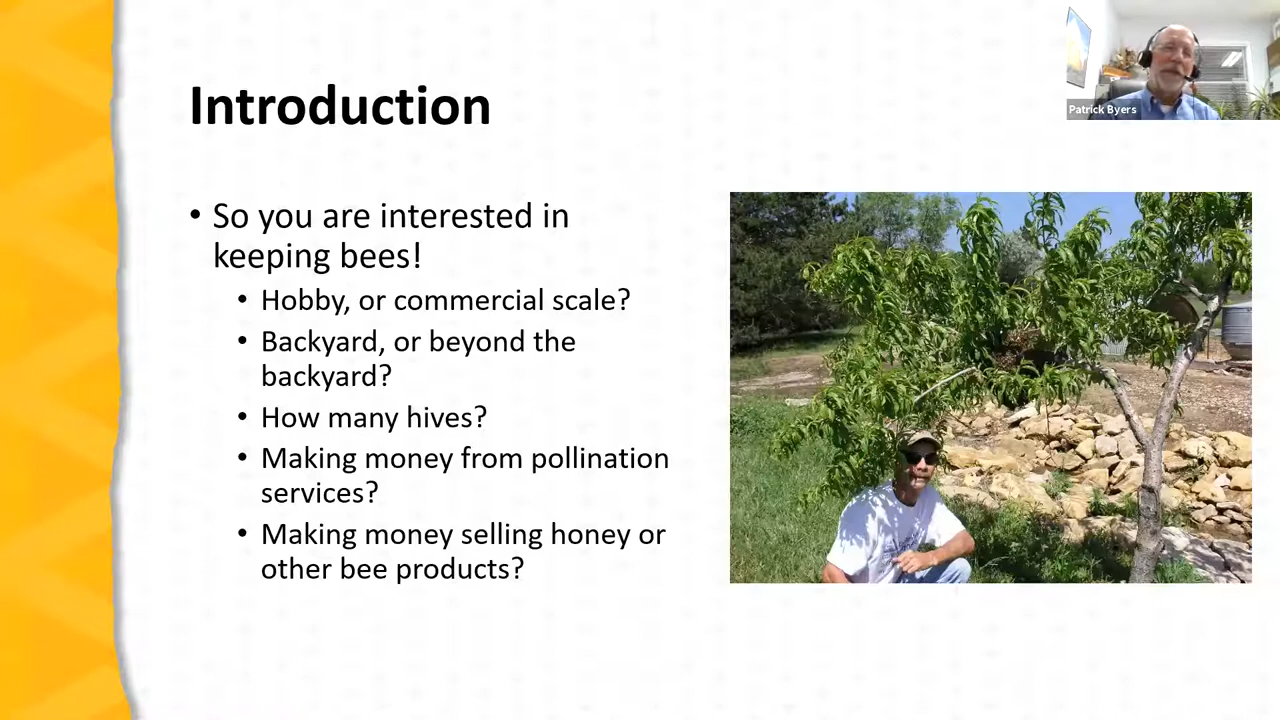 Introduction
• So you are interested in
keeping bees!
• Hobby, or commercial scale?
• Backyard, or beyond the
backyard?
• How many hives?
• Making money from pollination
services?
• Making money selling honey or
other bee products?
Patrick Byers